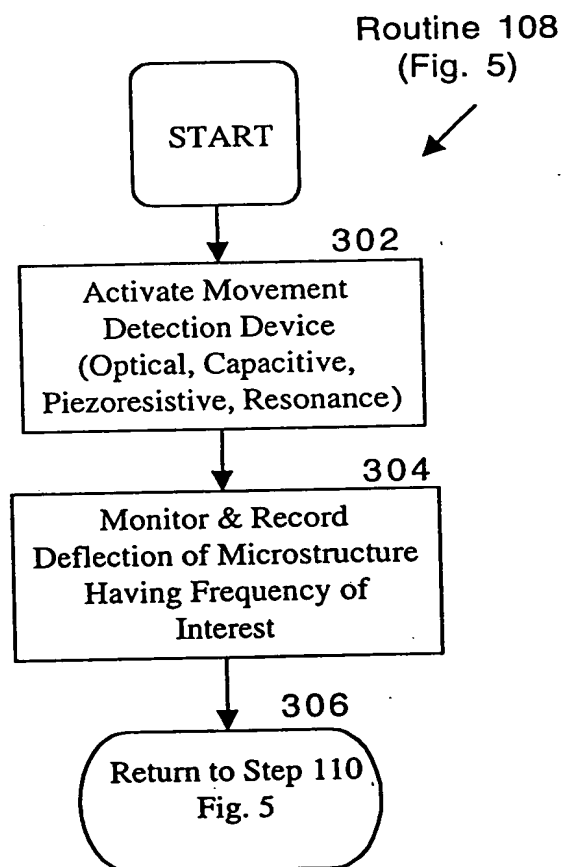 Routine 108
(Fig. 5)
START
302
Activate Movement
Detection Device
(Optical, Capacitive,
Piezoresistive, Resonance)
304
Monitor & Record
Deflection of Microstructure
Having Frequency of
Interest
306
Return to Step 110
Fig. 5